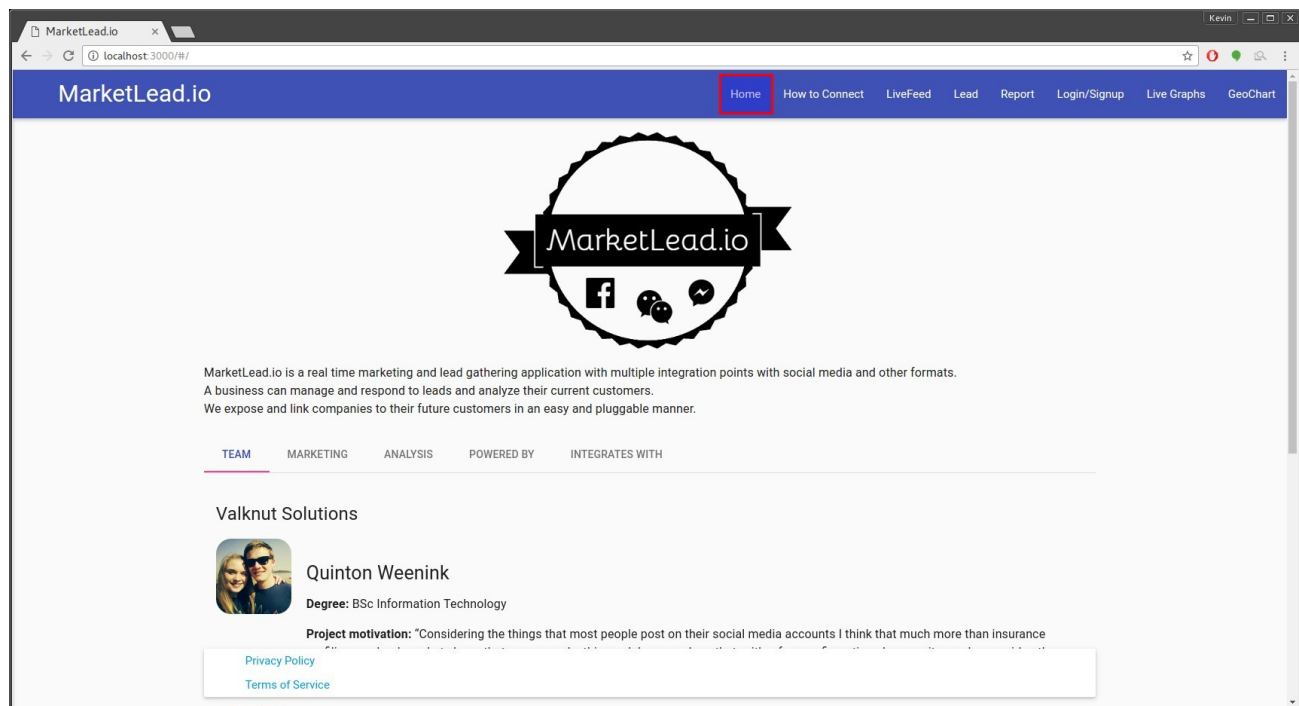 Kevin
MarketLead.io
localhost:3000/#/
MarketLead.io
Home How to Connect LiveFeed Lead Report Login/Signup Live Graphs GeoChart
MarketLead.io
MarketLead.io is a real time marketing and lead gathering application with multiple integration points with social media and other formats.
A business can manage and respond to leads and analyze their current customers.
We expose and link companies to their future customers in an easy and pluggable manner.
TEAM MARKETING ANALYSIS POWERED BY INTEGRATES WITH
Valknut Solutions
Quinton Weenink
Degree: BSc Information Technology
Project motivation: "Considering the things that most people post on their social media accounts I think that much more than insurance
Privacy Policy
Terms of Service